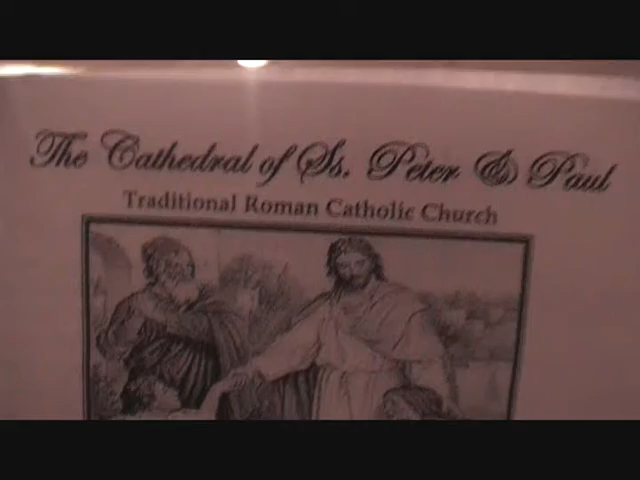 The Cathedral of Ss. Peter & Paul
Traditional Roman Catholic Church